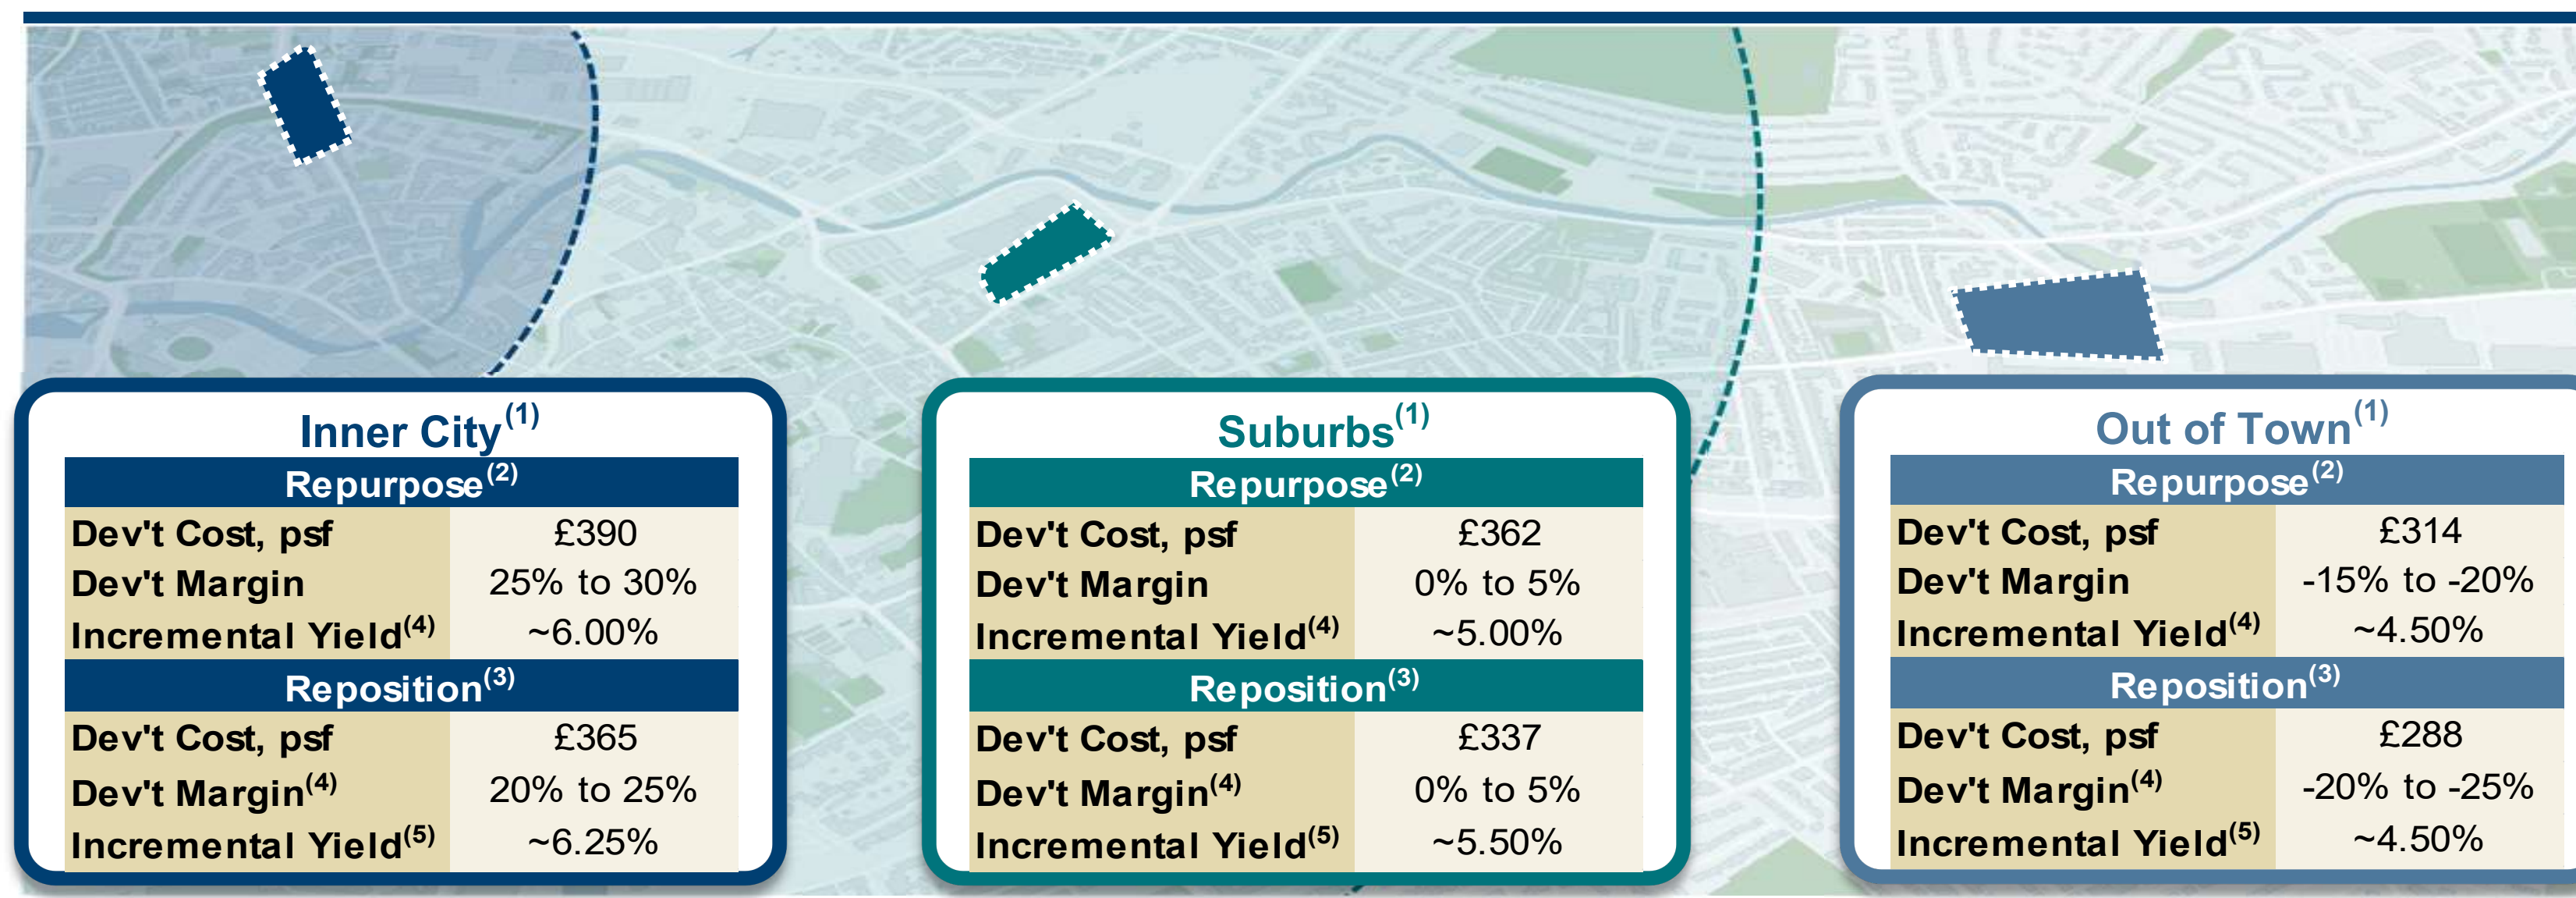 Inner City(1)
Repurpose(2)
Dev't Cost, psf £390
Dev't Margin 25% to 30%
Incremental Yield(4) ~6.00%
Reposition(3)
Dev't Cost, psf £365
Dev't Margin(4) 20% to 25%
Incremental Yield(5) ~6.25%
Suburbs(1)
Repurpose(2)
Dev't Cost, psf £362
Dev't Margin 0% to 5%
Incremental Yield(4) ~5.00%
Reposition(3)
Dev't Cost, psf £337
Dev't Margin(4) 0% to 5%
Incremental Yield(5) ~5.50%
Out of Town(1)
Repurpose(2)
Dev't Cost, psf £314
Dev't Margin -15% to -20%
Incremental Yield(4) ~4.50%
Reposition(3)
Dev't Cost, psf £288
Dev't Margin(4) -20% to -25%
Incremental Yield(5) ~4.50%